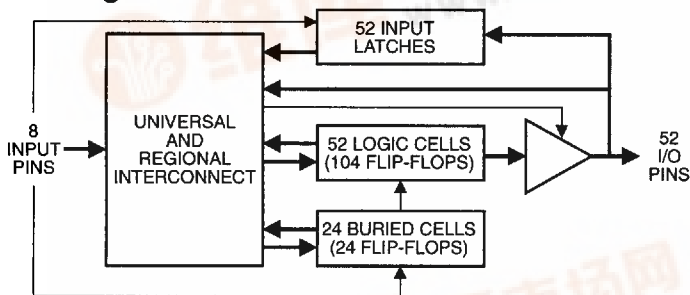 52 INPUT
LATCHES
8
INPUT
PINS
UNIVERSAL
AND
REGIONAL
INTERCONNECT
52 LOGIC CELLS
(104 FLIP-FLOPS)
52
I/O
PINS
24 BURIED CELLS
(24 FLIP-FLOPS)